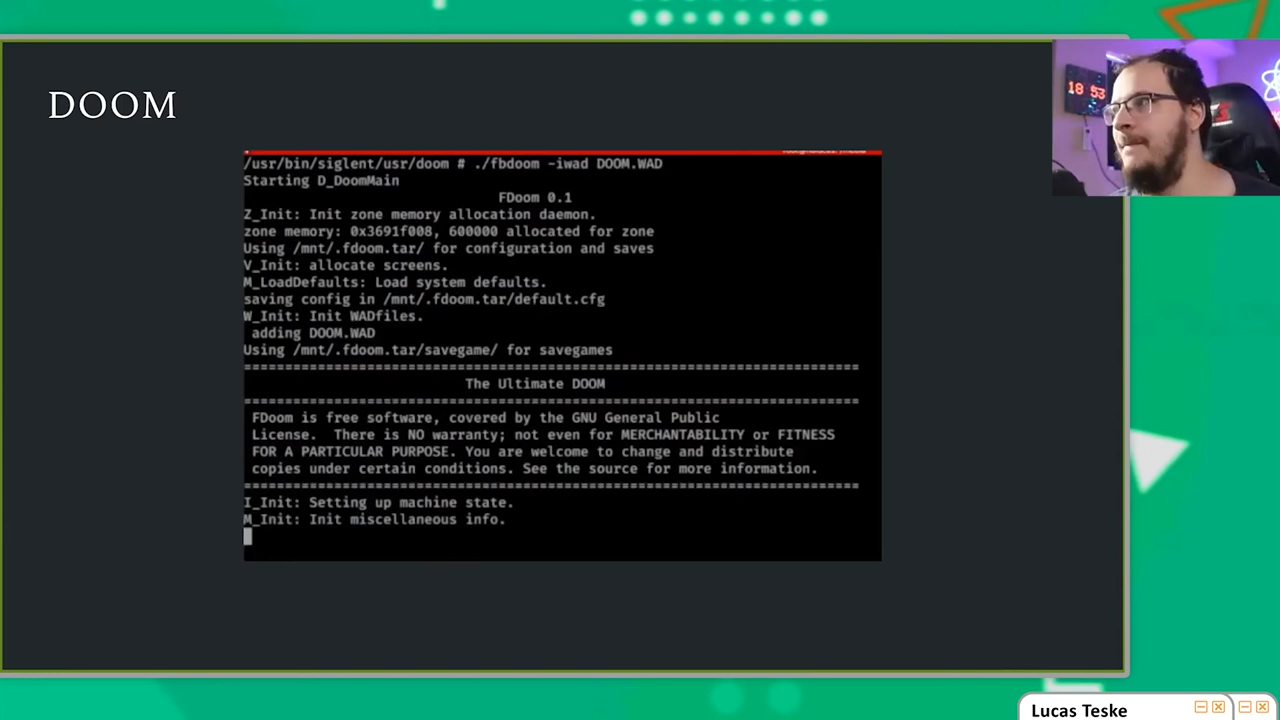 DOOM
18 53
/usr/bin/siglent/usr/doom # ./fbdoom -iwad DOOM.WAD
Starting D_DoomMain
FDoom 0.1
Z_Init: Init zone memory allocation daemon.
zone memory: 0x3691f008, 600000 allocated for zone
Using /mnt/.fdoom.tar/ for configuration and saves
V_Init: allocate screens.
M_LoadDefaults: Load system defaults.
saving config in /mnt/.fdoom.tar/default.cfg
W_Init: Init WADfiles.
adding DOOM.WAD
Using /mnt/.fdoom.tar/savegame/ for savegames
===========================================================================
The Ultimate DOOM
===========================================================================
FDoom is free software, covered by the GNU General Public
License.  There is NO warranty; not even for MERCHANTABILITY or FITNESS
FOR A PARTICULAR PURPOSE. You are welcome to change and distribute
copies under certain conditions. See the source for more information.
===========================================================================
I_Init: Setting up machine state.
M_Init: Init miscellaneous info.
Lucas Teske